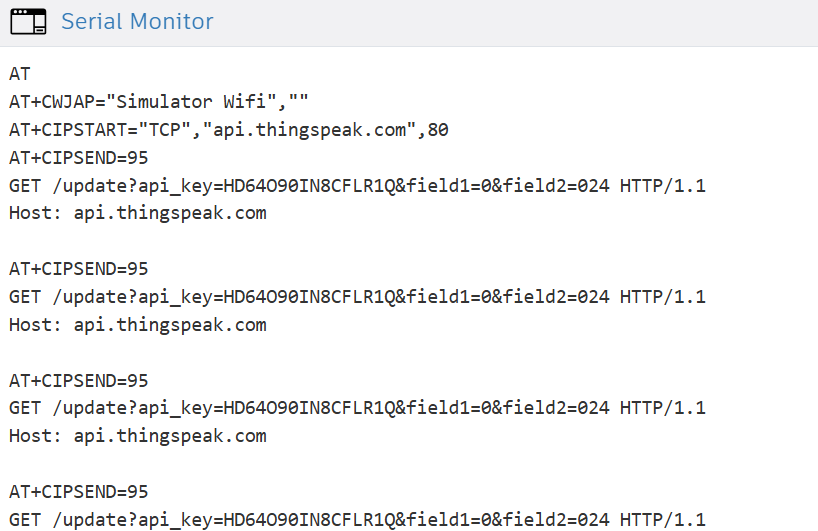 Serial Monitor
AT
AT+CWJAP="Simulator Wifi",""
AT+CIPSTART="TCP","api.thingspeak.com",80
AT+CIPSEND=95
GET /update?api_key=HD64O90IN8CFLR1Q&field1=0&field2=024 HTTP/1.1
Host: api.thingspeak.com
AT+CIPSEND=95
GET /update?api_key=HD64O90IN8CFLR1Q&field1=0&field2=024 HTTP/1.1
Host: api.thingspeak.com
AT+CIPSEND=95
GET /update?api_key=HD64O90IN8CFLR1Q&field1=0&field2=024 HTTP/1.1
Host: api.thingspeak.com
AT+CIPSEND=95
GET /update?api_key=HD64O90IN8CFLR1Q&field1=0&field2=024 HTTP/1.1